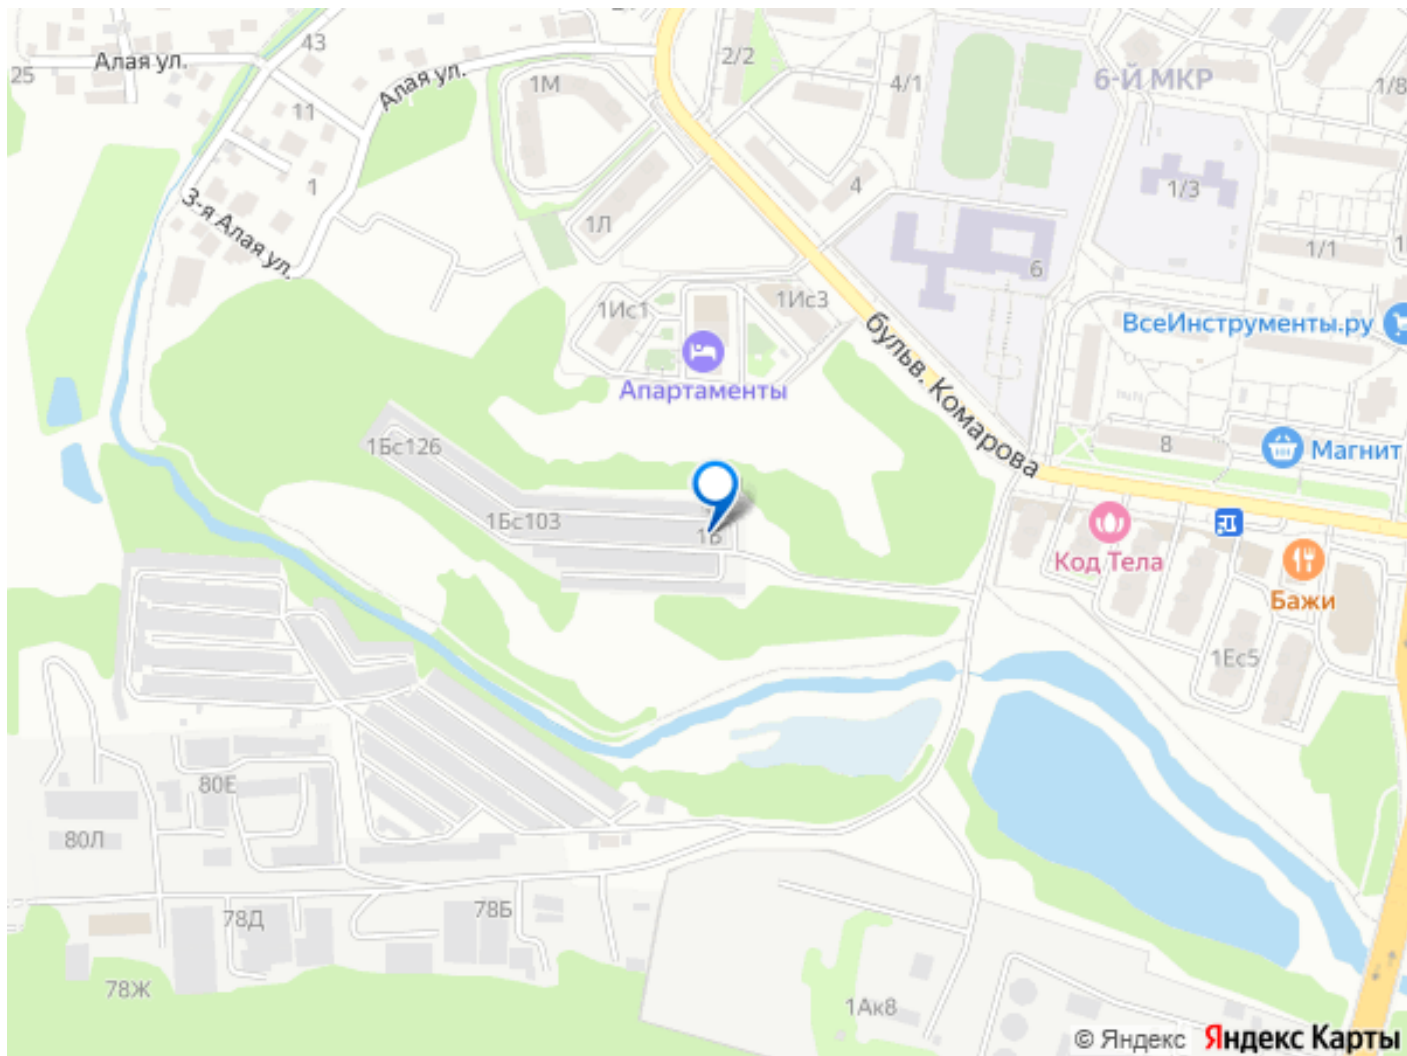 43
2/2
Алая ул.
25
Алая ул.
1М
4/1
6-Й МКР
1/8
11
1
4
1/3
3-я Алая ул.
1Л
1/1
6
1Ис1
1Ис3
бульв. Комарова
ВсеИнструменты.ру
Апартаменты
1Бс126
8
Магнит
1Бс103
1Б
Код Тела
Бажи
1Ес5
80Е
80Л
78Д
78Б
78Ж
1Ак8
© Яндекс
Яндекс Карты